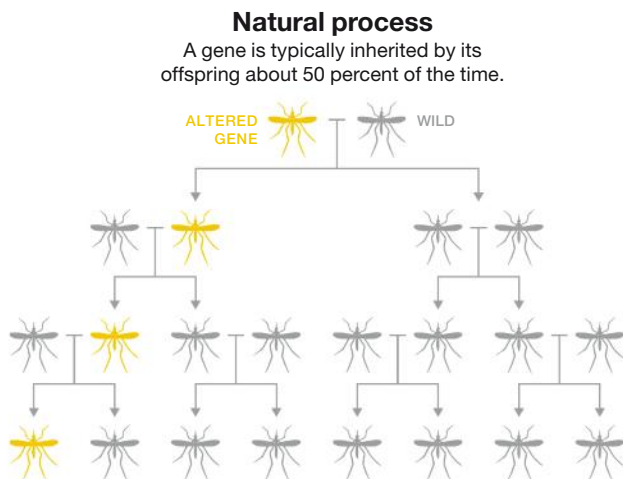 Natural process
A gene is typically inherited by its
offspring about 50 percent of the time.
ALTERED
GENE
WILD